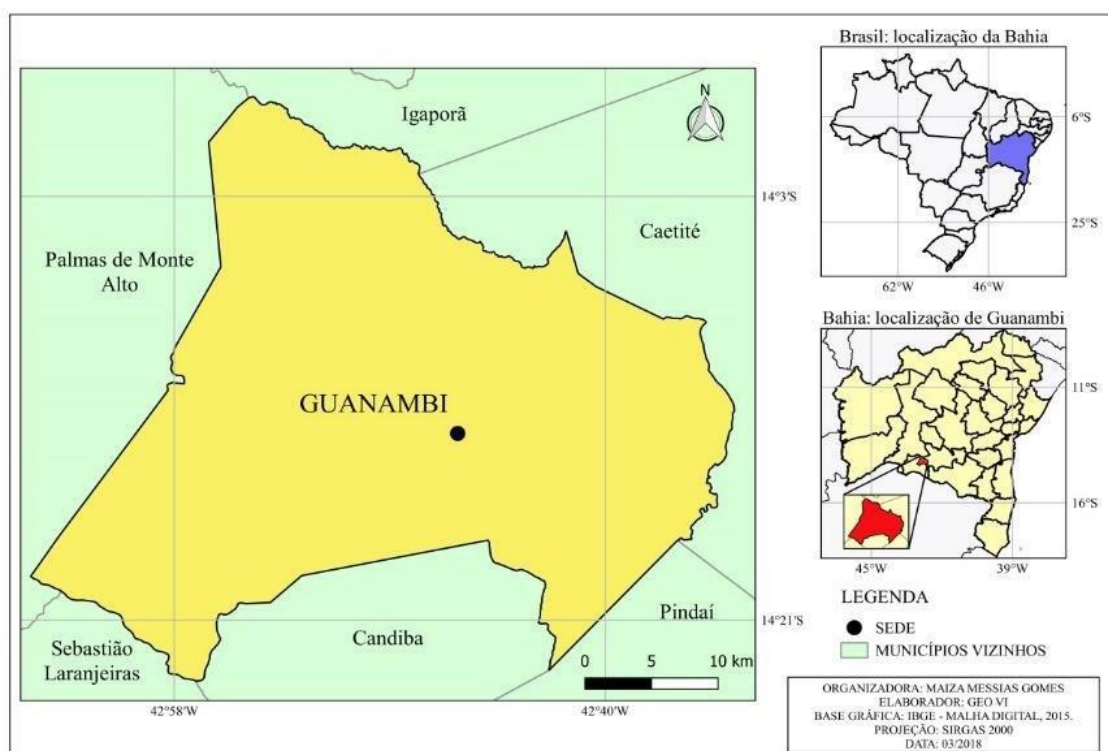 Igaporã
N
14°3'S
Caetité
Palmas de Monte
Alto
GUANAMBI
Pindaí
14°21'S
Candiba
Sebastião
Laranjeiras
0 5 10 km
42°58'W 42°40'W
Brasil: localização da Bahia
6°S
25°S
62°W 46°W
Bahia: localização de Guanambi
11°S
16°S
45°W 39°W
LEGENDA
SEDE
MUNICÍPIOS VIZINHOS
ORGANIZADORA: MAIZA MESSIAS GOMES
ELABORADOR: GEO VI
BASE GRÁFICA: IBGE - MALHA DIGITAL, 2015.
PROJEÇÃO: SIRGAS 2000
DATA: 03/2018